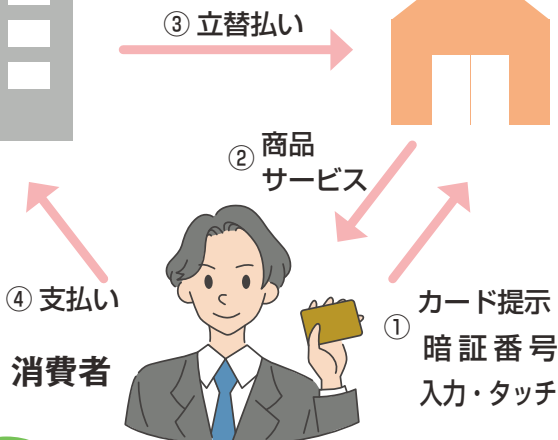 ③ 立替払い
② 商品
サービス
④ 支払い
消費者
① カード提示
暗証番号
入力・タッチ